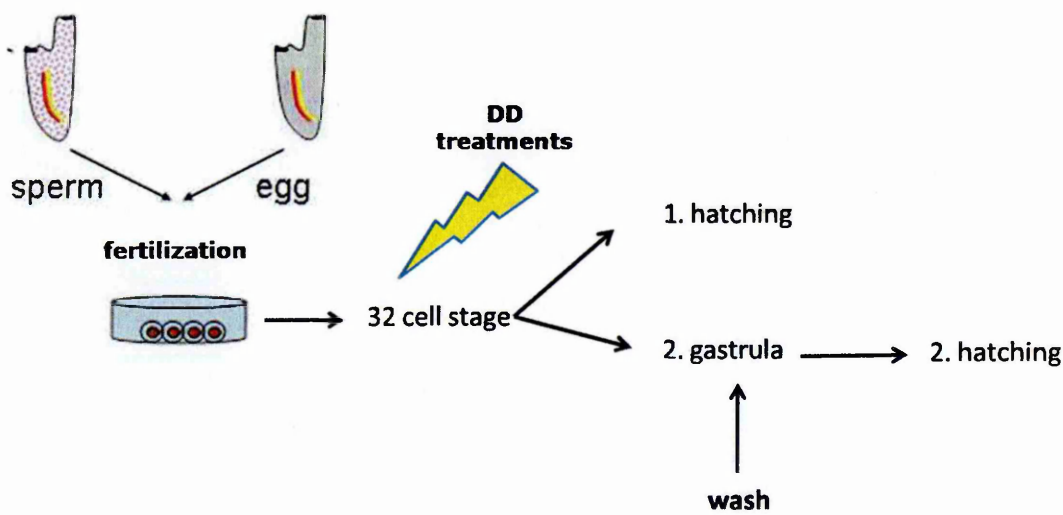 sperm
egg
fertilization
DD
treatments
32 cell stage
1. hatching
2. gastrula
2. hatching
wash